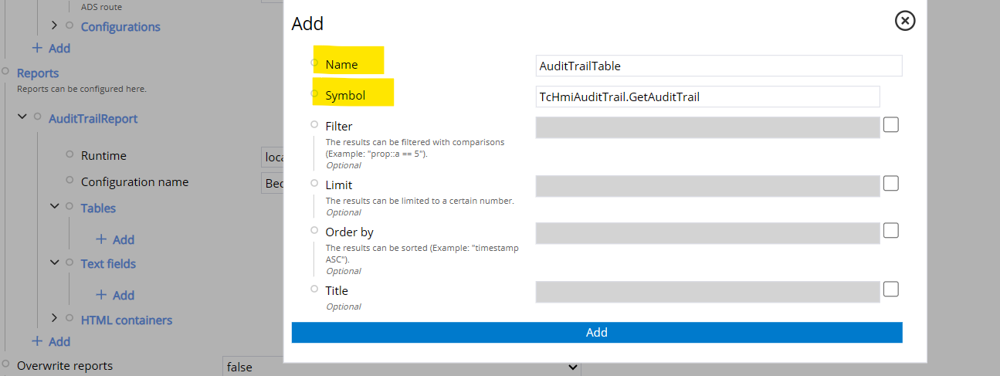 ADS route
Configurations
+ Add
Reports
Reports can be configured here.
AuditTrailReport
Runtime
loca
Configuration name
Bec
Tables
+ Add
Text fields
+ Add
HTML containers
+ Add
Overwrite reports
false
Add
Name
AuditTrailTable
Symbol
TcHmiAuditTrail.GetAuditTrail
Filter
The results can be filtered with comparisons
(Example: "prop::a == 5").
Optional
Limit
The results can be limited to a certain number.
Optional
Order by
The results can be sorted (Example: "timestamp
ASC").
Optional
Title
Optional
Add